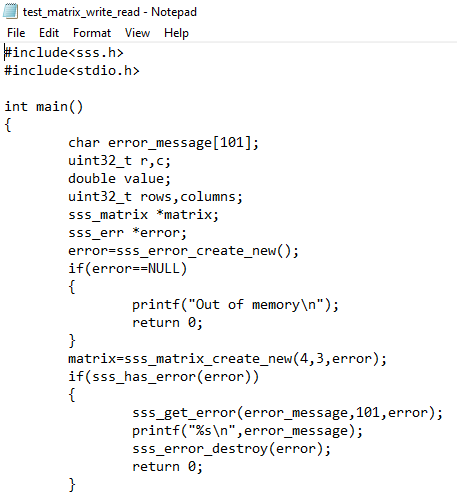 test_matrix_write_read - Notepad
File Edit Format View Help
#include<sss.h>
#include<stdio.h>

int main()
{
        char error_message[101];
        uint32_t r,c;
        double value;
        uint32_t rows,columns;
        sss_matrix *matrix;
        sss_err *error;
        error=sss_error_create_new();
        if(error==NULL)
        {
                printf("Out of memory\n");
                return 0;
        }
        matrix=sss_matrix_create_new(4,3,error);
        if(sss_has_error(error))
        {
                sss_get_error(error_message,101,error);
                printf("%s\n",error_message);
                sss_error_destroy(error);
                return 0;
        }